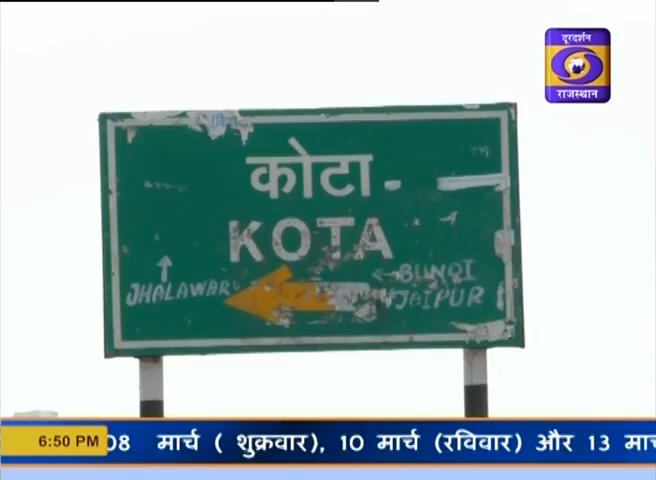 दूरदर्शन
राजस्थान
कोटा
KOTA
JHALAWAR
BUNDI
JAIPUR
6:50 PM 08 मार्च ( शुक्रवार), 10 मार्च (रविवार) और 13 मार्च